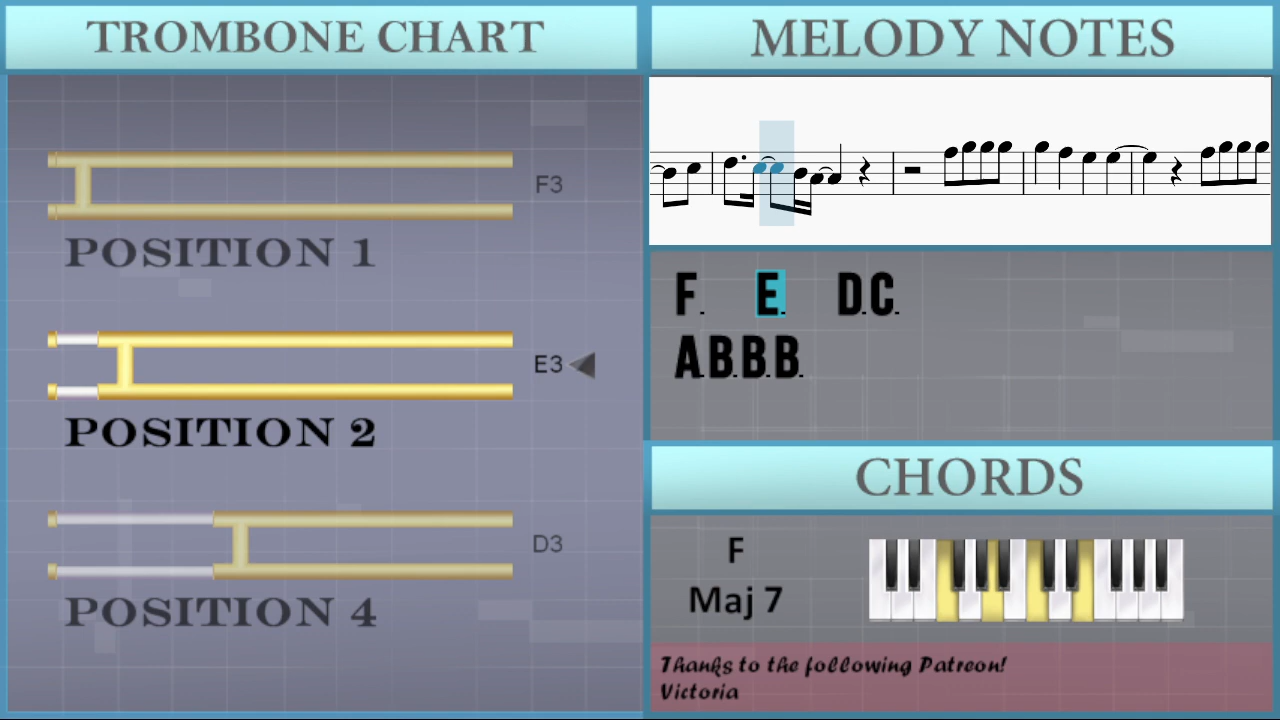 TROMBONE CHART
F3
POSITION 1
E3
POSITION 2
D3
POSITION 4
MELODY NOTES
F. E. D.C.
A.B.B.B.
CHORDS
F
Maj 7
Thanks to the following Patreon!
Victoria